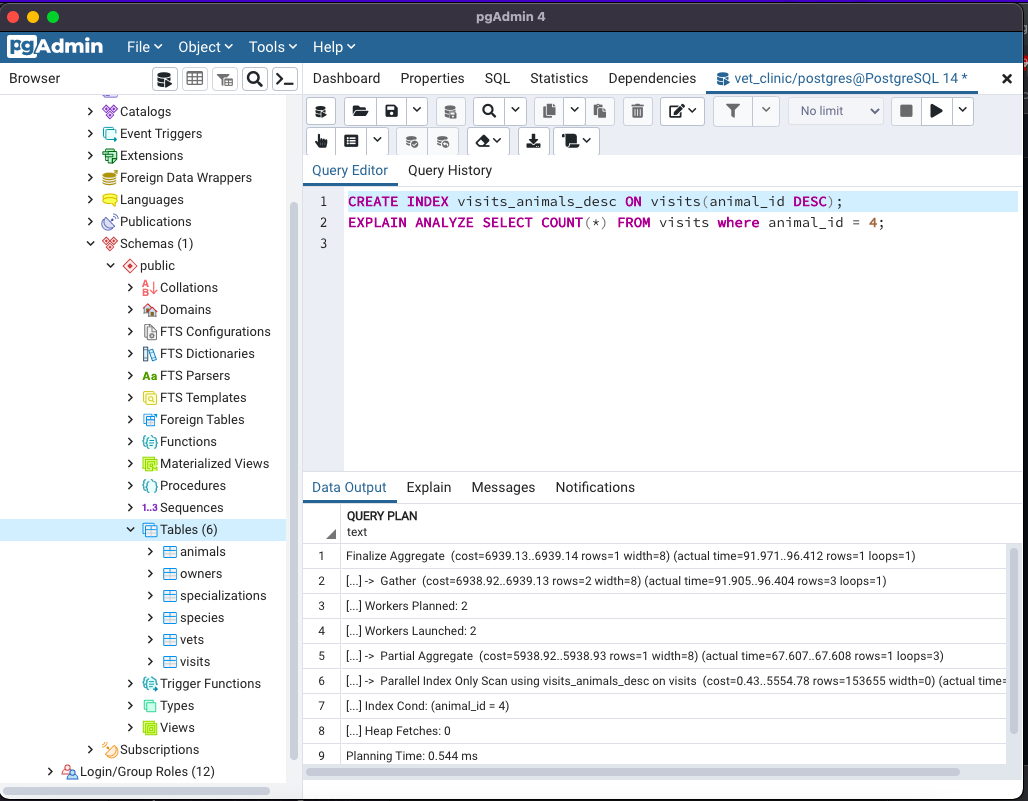 pgAdmin 4
pgAdmin File Object Tools Help
Browser
Dashboard Properties SQL Statistics Dependencies vet_clinic/postgres@PostgreSQL 14 *
No limit
Catalogs
Event Triggers
Extensions
Foreign Data Wrappers
Languages
Publications
Schemas (1)
public
Collations
Domains
FTS Configurations
FTS Dictionaries
Aa FTS Parsers
FTS Templates
Foreign Tables
Functions
Materialized Views
Procedures
1..3 Sequences
Tables (6)
animals
owners
specializations
species
vets
visits
Trigger Functions
Types
Views
Subscriptions
Login/Group Roles (12)
Query Editor Query History
1 CREATE INDEX visits_animals_desc ON visits(animal_id DESC);
2 EXPLAIN ANALYZE SELECT COUNT(*) FROM visits where animal_id = 4;
3
Data Output Explain Messages Notifications
QUERY PLAN
text
1 Finalize Aggregate (cost=6939.13..6939.14 rows=1 width=8) (actual time=91.971..96.412 rows=1 loops=1)
2 [...] -> Gather (cost=6938.92..6939.13 rows=2 width=8) (actual time=91.905..96.404 rows=3 loops=1)
3 [...] Workers Planned: 2
4 [...] Workers Launched: 2
5 [...] -> Partial Aggregate (cost=5938.92..5938.93 rows=1 width=8) (actual time=67.607..67.608 rows=1 loops=3)
6 [...] -> Parallel Index Only Scan using visits_animals_desc on visits (cost=0.43..5554.78 rows=153655 width=0) (actual time=
7 [...] Index Cond: (animal_id = 4)
8 [...] Heap Fetches: 0
9 Planning Time: 0.544 ms